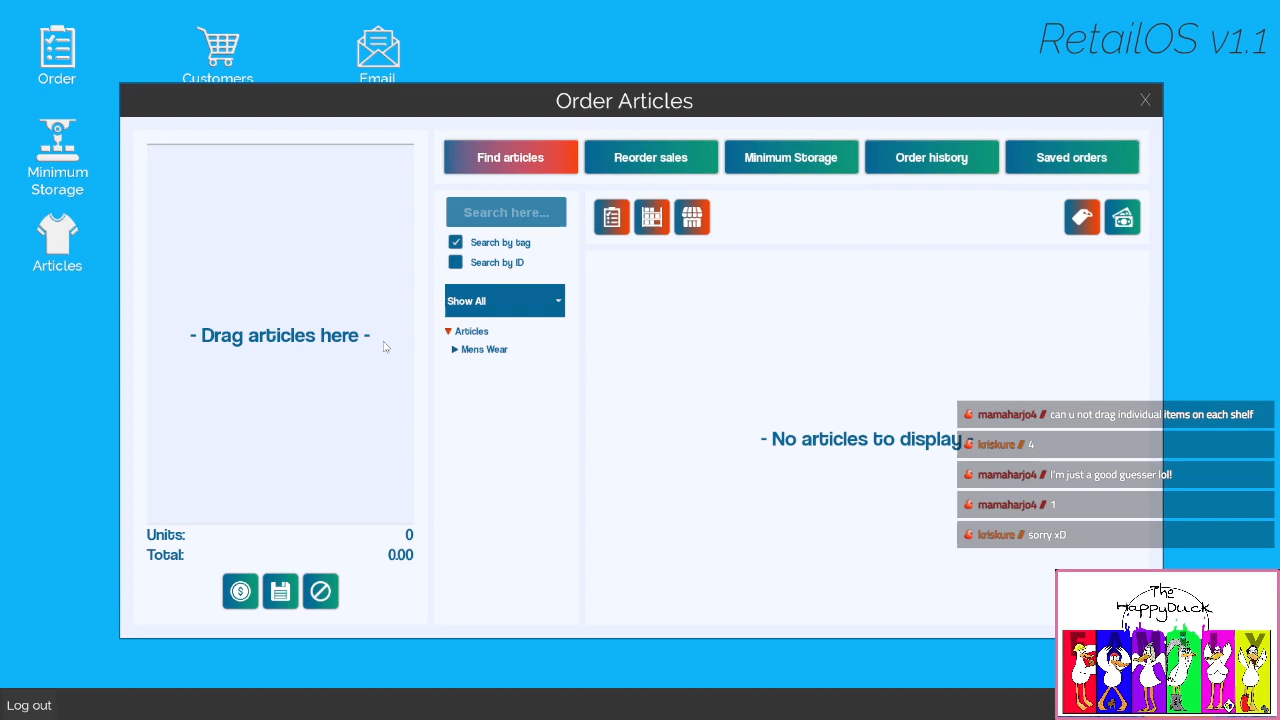 RetailOS v1.1
Order
Customers
Email
Minimum
Storage
Articles
Order Articles
X
Find articles
Reorder sales
Minimum Storage
Order history
Saved orders
Search here...
Search by tag
Search by ID
Show All
Articles
Mens Wear
- Drag articles here -
- No articles to display
Units: 0
Total: 0.00
mamaharjo4 // can u not drag individual items on each shelf
kriskure // 4
mamaharjo4 // I'm just a good guesser lol!
mamaharjo4 // 1
kriskure // sorry xD
The
HappyDuck
FAMILY
Log out